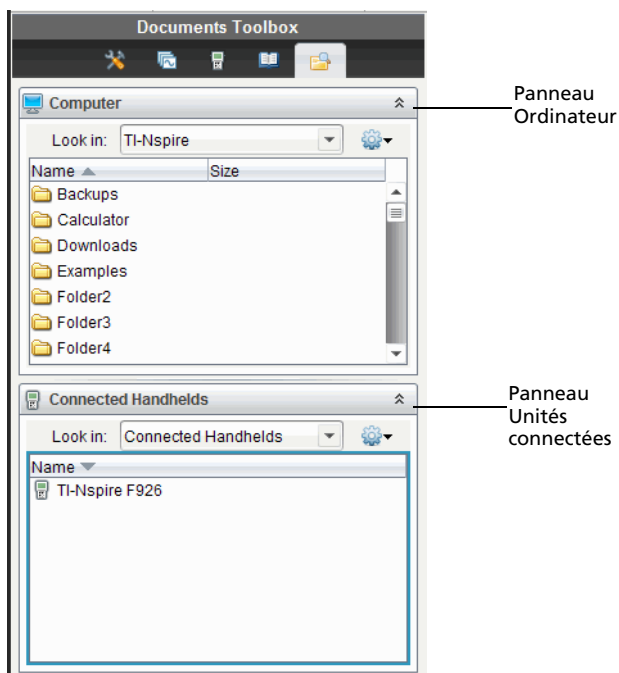 Documents Toolbox
Computer
Panneau
Ordinateur
Look in: TI-Nspire
Name Size
Backups
Calculator
Downloads
Examples
Folder2
Folder3
Folder4
Connected Handhelds
Panneau
Unités
connectées
Look in: Connected Handhelds
Name
TI-Nspire F926